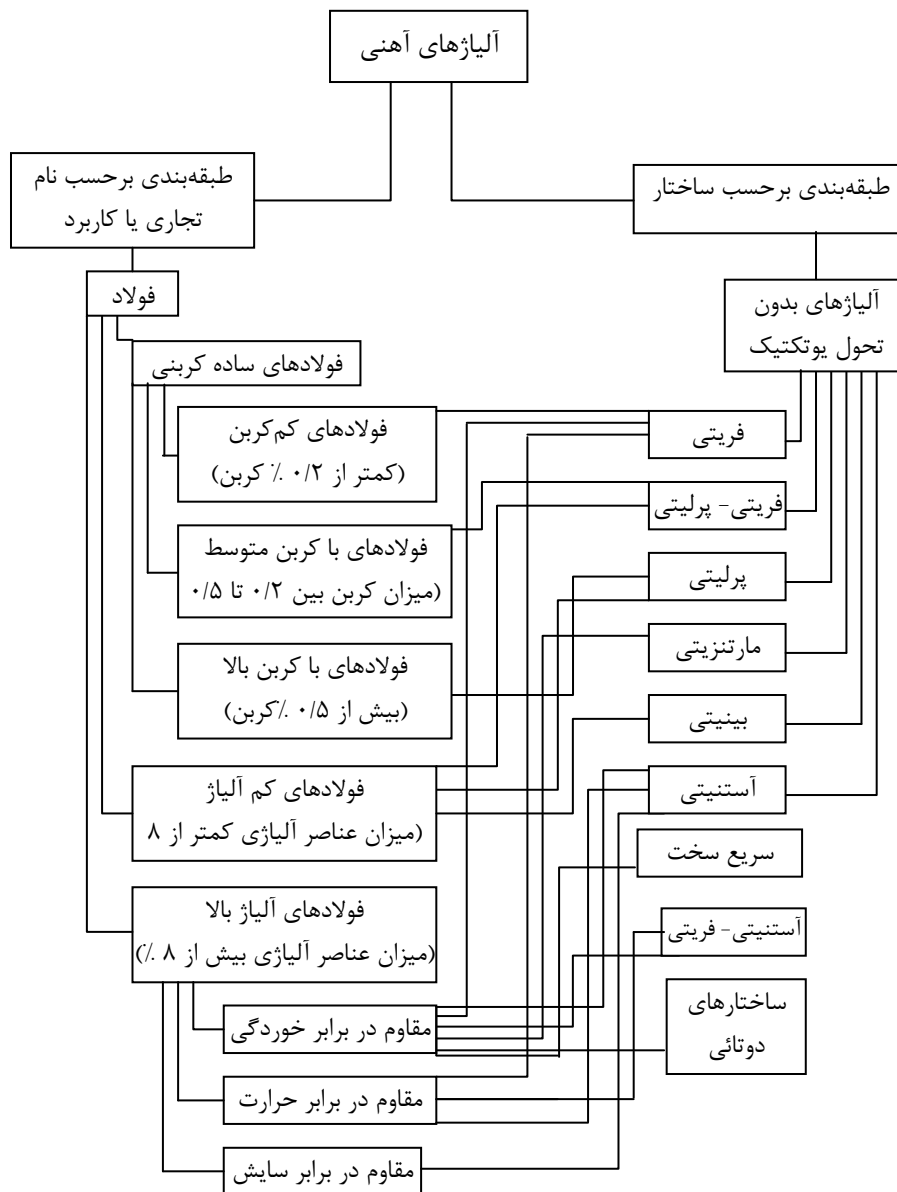 آلیاژهای آهنی
طبقه‌بندی برحسب ساختار
طبقه‌بندی برحسب نام
تجاری یا کاربرد
آلیاژهای بدون
تحول یوتکتیک
فولاد
فولادهای ساده کربنی
فریتی
فولادهای کم‌کربن
(کمتر از ۰/۲ ٪ کربن)
فریتی- پرلیتی
فولادهای با کربن متوسط
(میزان کربن بین ۰/۲ تا ۰/۵
پرلیتی
مارتنزیتی
فولادهای با کربن بالا
(بیش از ۰/۵ ٪کربن)
بینیتی
آستنیتی
فولادهای کم آلیاژ
(میزان عناصر آلیاژی کمتر از ۸
سریع سخت
فولادهای آلیاژ بالا
(میزان عناصر آلیاژی بیش از ۸ ٪)
آستنیتی- فریتی
ساختارهای
دوتائی
مقاوم در برابر خوردگی
مقاوم در برابر حرارت
مقاوم در برابر سایش